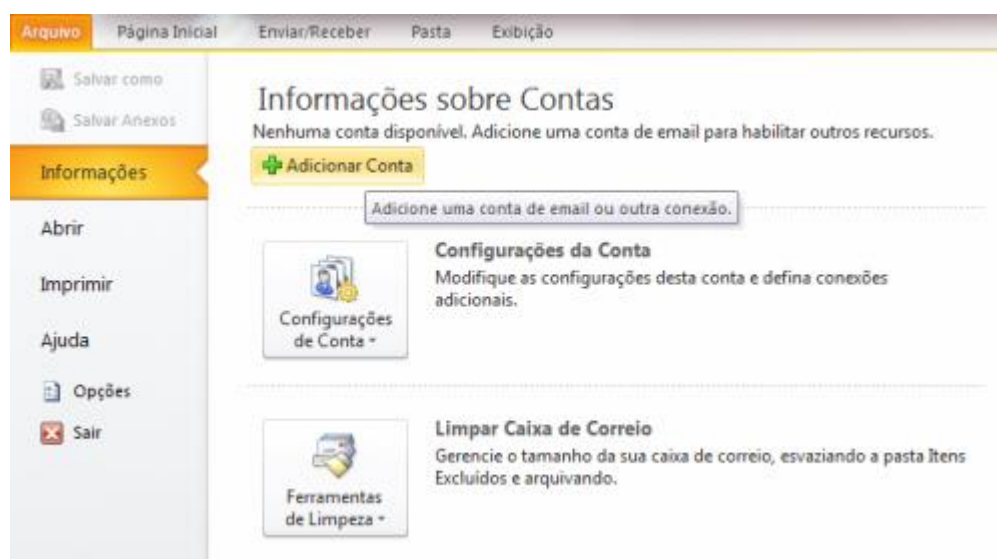 Arquivo Página Inicial Enviar/Receber Pasta Exibição
Salvar como
Salvar Anexos
Informações
Abrir
Imprimir
Ajuda
Opções
Sair
Informações sobre Contas
Nenhuma conta disponível. Adicione uma conta de email para habilitar outros recursos.
Adicionar Conta
Adicione uma conta de email ou outra conexão.
Configurações
de Conta
Configurações da Conta
Modifique as configurações desta conta e defina conexões
adicionais.
Ferramentas
de Limpeza
Limpar Caixa de Correio
Gerencie o tamanho da sua caixa de correio, esvaziando a pasta Itens
Excluídos e arquivando.